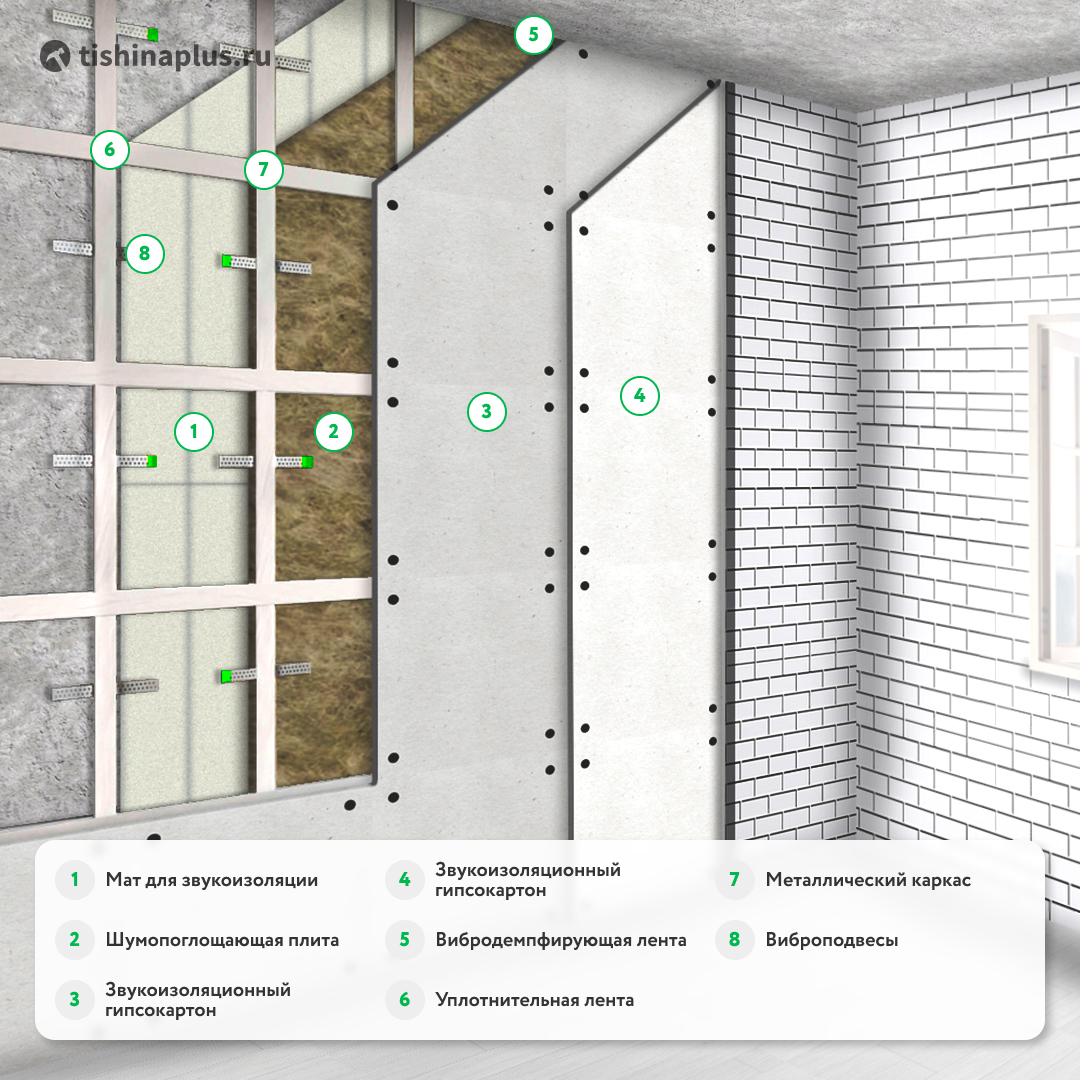 tishinaplus.ru
5
6
7
8
1
2
3
4
1 Мат для звукоизоляции
2 Шумопоглощающая плита
3 Звукоизоляционный
гипсокартон
4 Звукоизоляционный
гипсокартон
5 Вибродемпфирующая лента
6 Уплотнительная лента
7 Металлический каркас
8 Виброподвесы